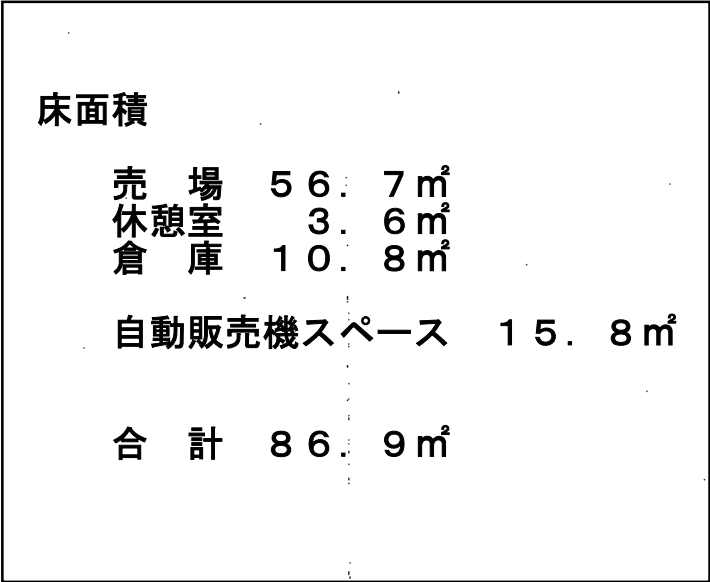 床面積
売　場　５６．７㎡
休憩室　　３．６㎡
倉　庫　１０．８㎡
自動販売機スペース　１５．８㎡
合　計　８６．９㎡